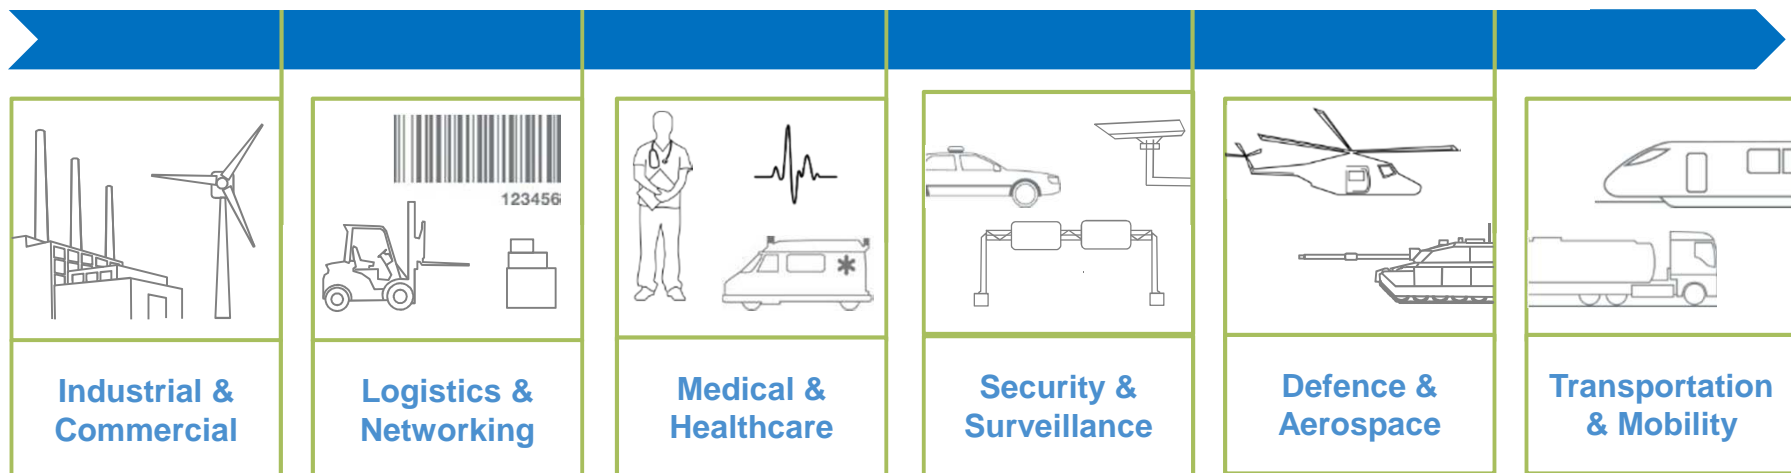 123456
Industrial &
Commercial
Logistics &
Networking
Medical &
Healthcare
Security &
Surveillance
Defence &
Aerospace
Transportation
& Mobility